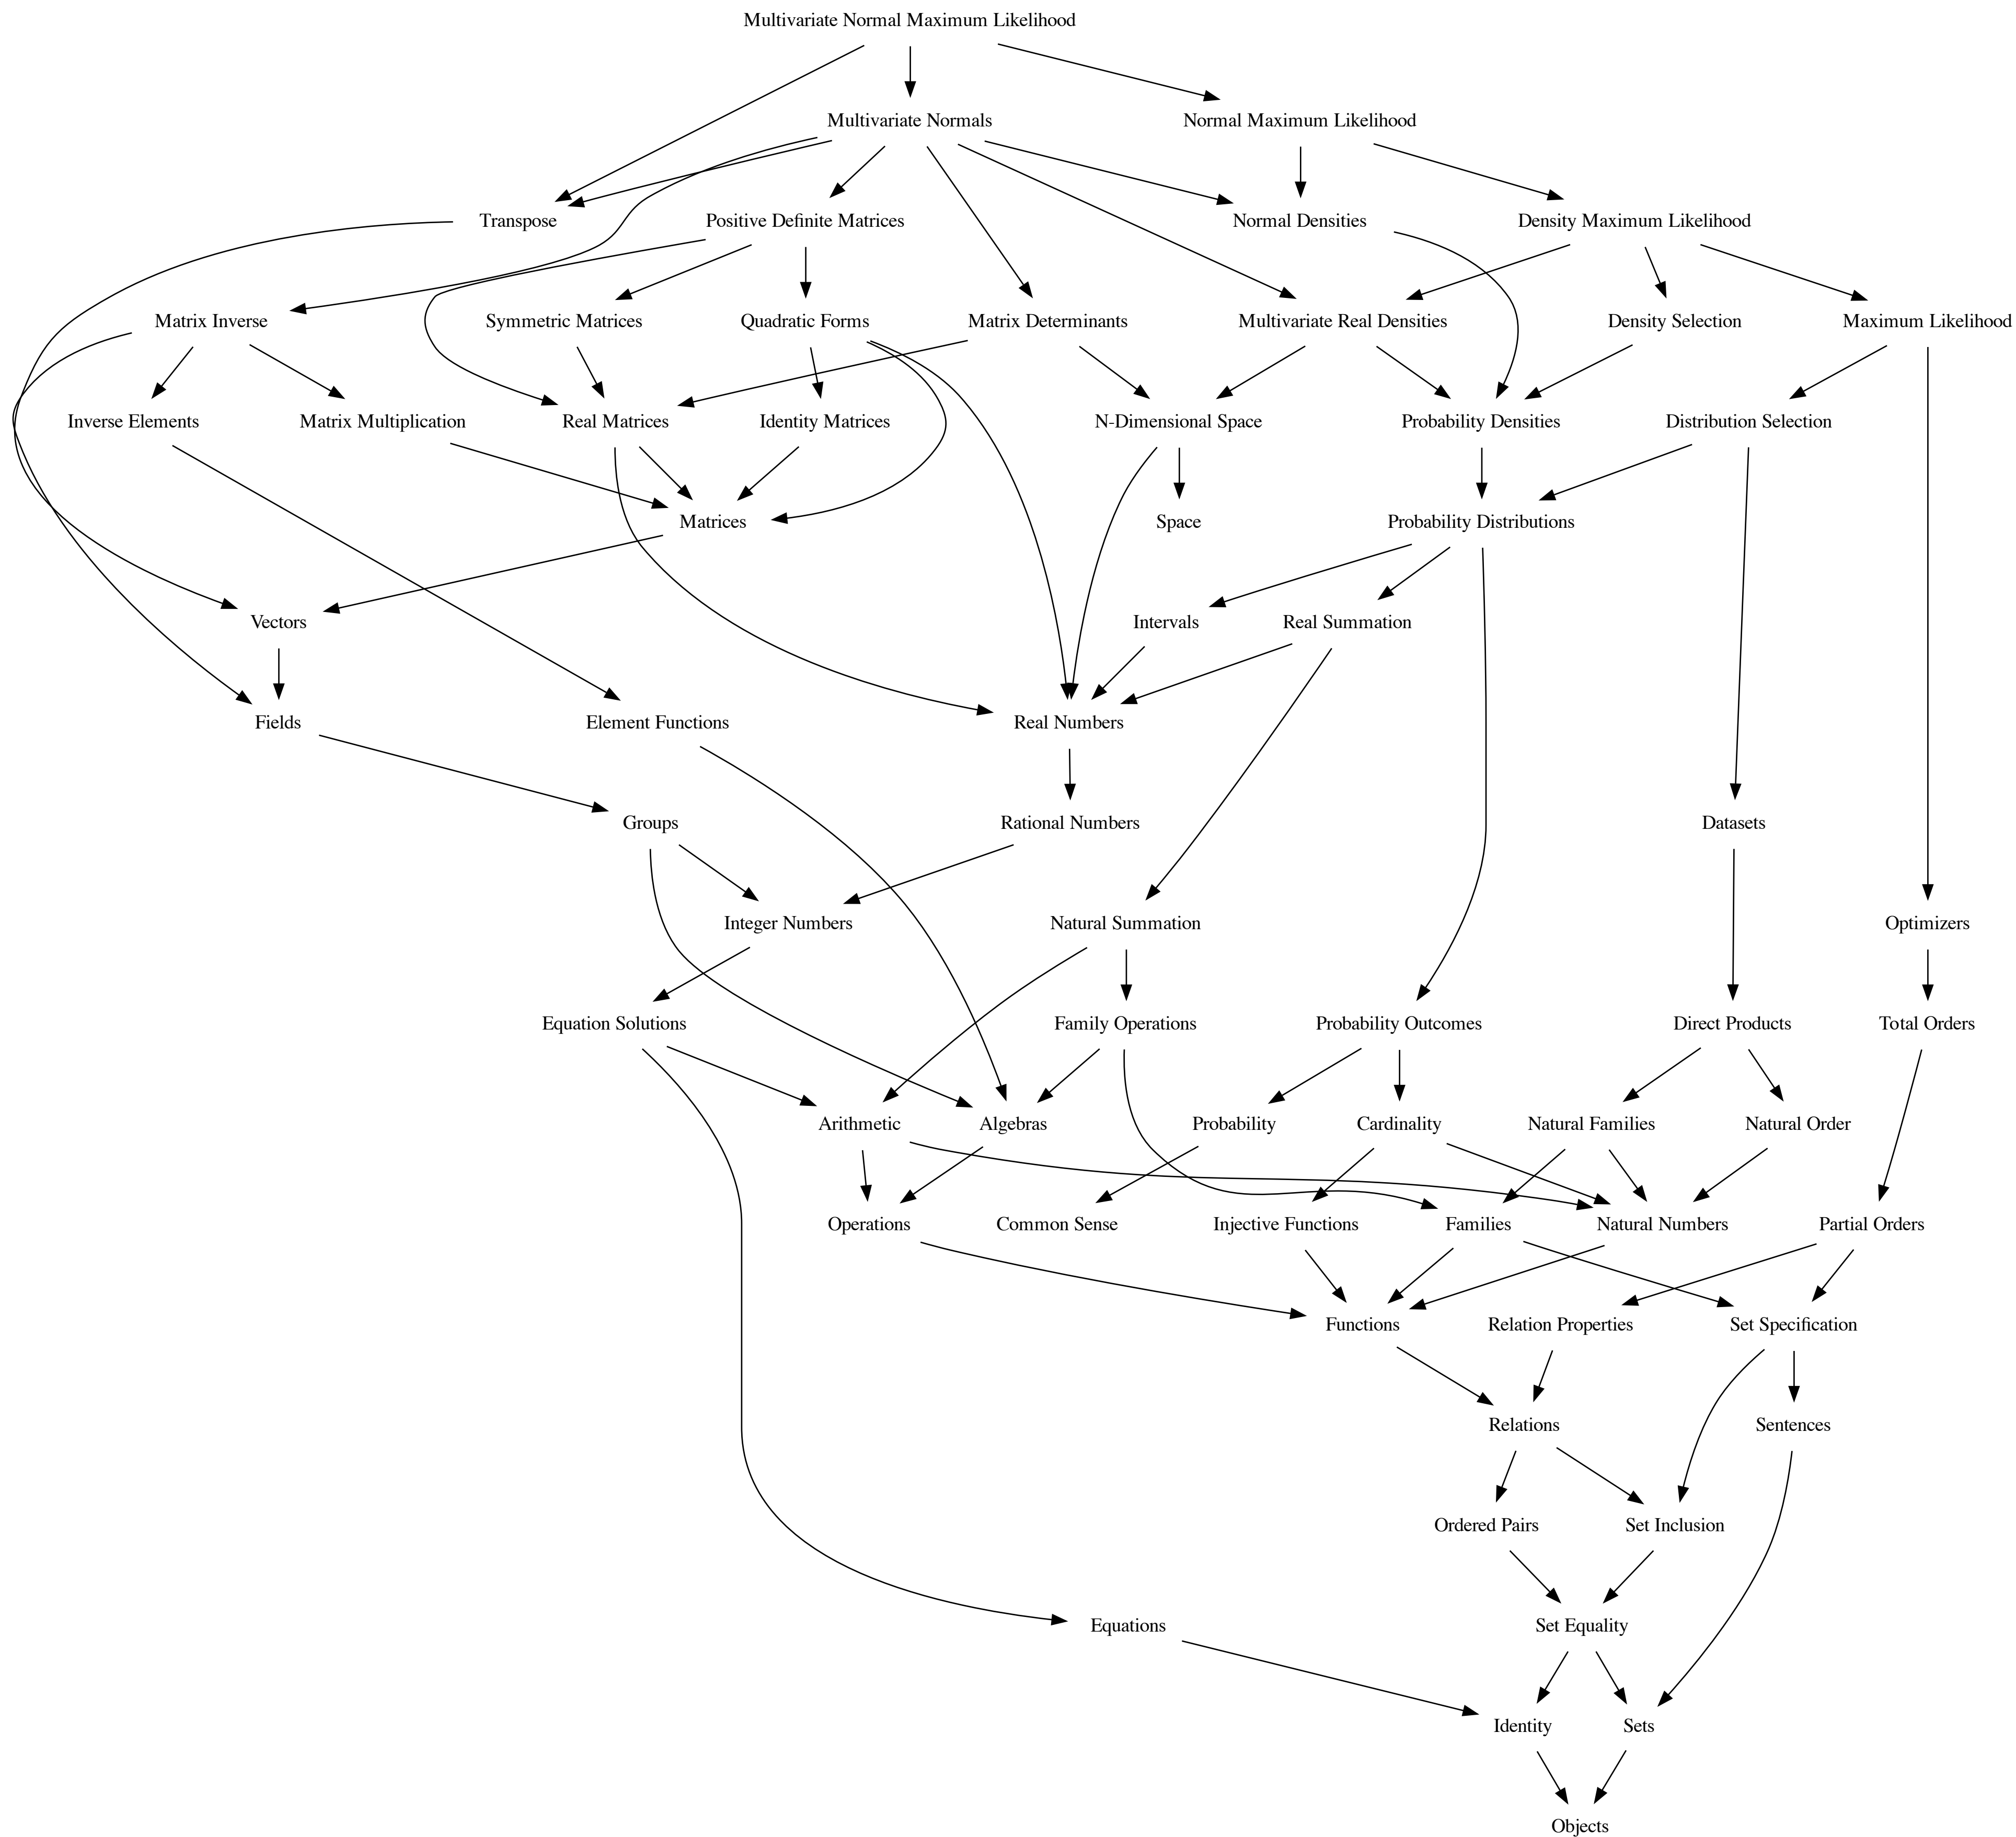 Multivariate Normal Maximum Likelihood
Multivariate Normals
Normal Maximum Likelihood
Transpose
Positive Definite Matrices
Normal Densities
Density Maximum Likelihood
Matrix Inverse
Symmetric Matrices
Quadratic Forms
Matrix Determinants
Multivariate Real Densities
Density Selection
Maximum Likelihood
Inverse Elements
Matrix Multiplication
Real Matrices
Identity Matrices
N-Dimensional Space
Probability Densities
Distribution Selection
Matrices
Space
Probability Distributions
Vectors
Intervals
Real Summation
Fields
Element Functions
Real Numbers
Groups
Rational Numbers
Datasets
Integer Numbers
Natural Summation
Optimizers
Equation Solutions
Family Operations
Probability Outcomes
Direct Products
Total Orders
Arithmetic
Algebras
Probability
Cardinality
Natural Families
Natural Order
Operations
Common Sense
Injective Functions
Families
Natural Numbers
Partial Orders
Functions
Relation Properties
Set Specification
Relations
Sentences
Ordered Pairs
Set Inclusion
Equations
Set Equality
Identity
Sets
Objects